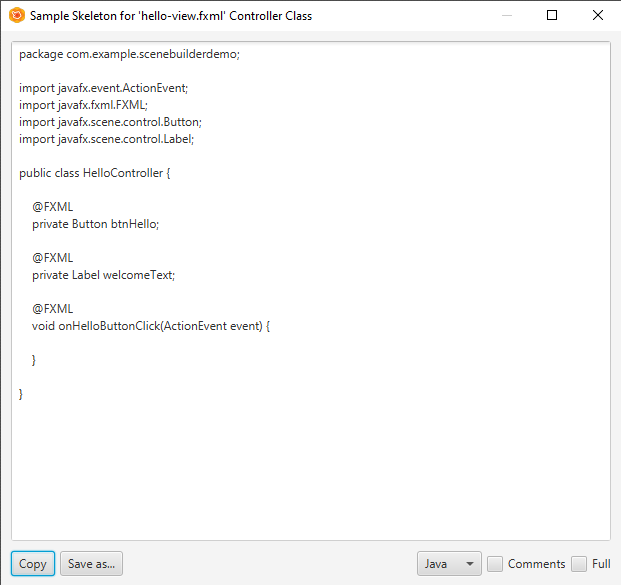 Sample Skeleton for 'hello-view.fxml' Controller Class
package com.example.scenebuilderdemo;
import javafx.event.ActionEvent;
import javafx.fxml.FXML;
import javafx.scene.control.Button;
import javafx.scene.control.Label;
public class HelloController {
@FXML
private Button btnHello;
@FXML
private Label welcomeText;
@FXML
void onHelloButtonClick(ActionEvent event) {
}
}
Copy Save as... Java Comments Full